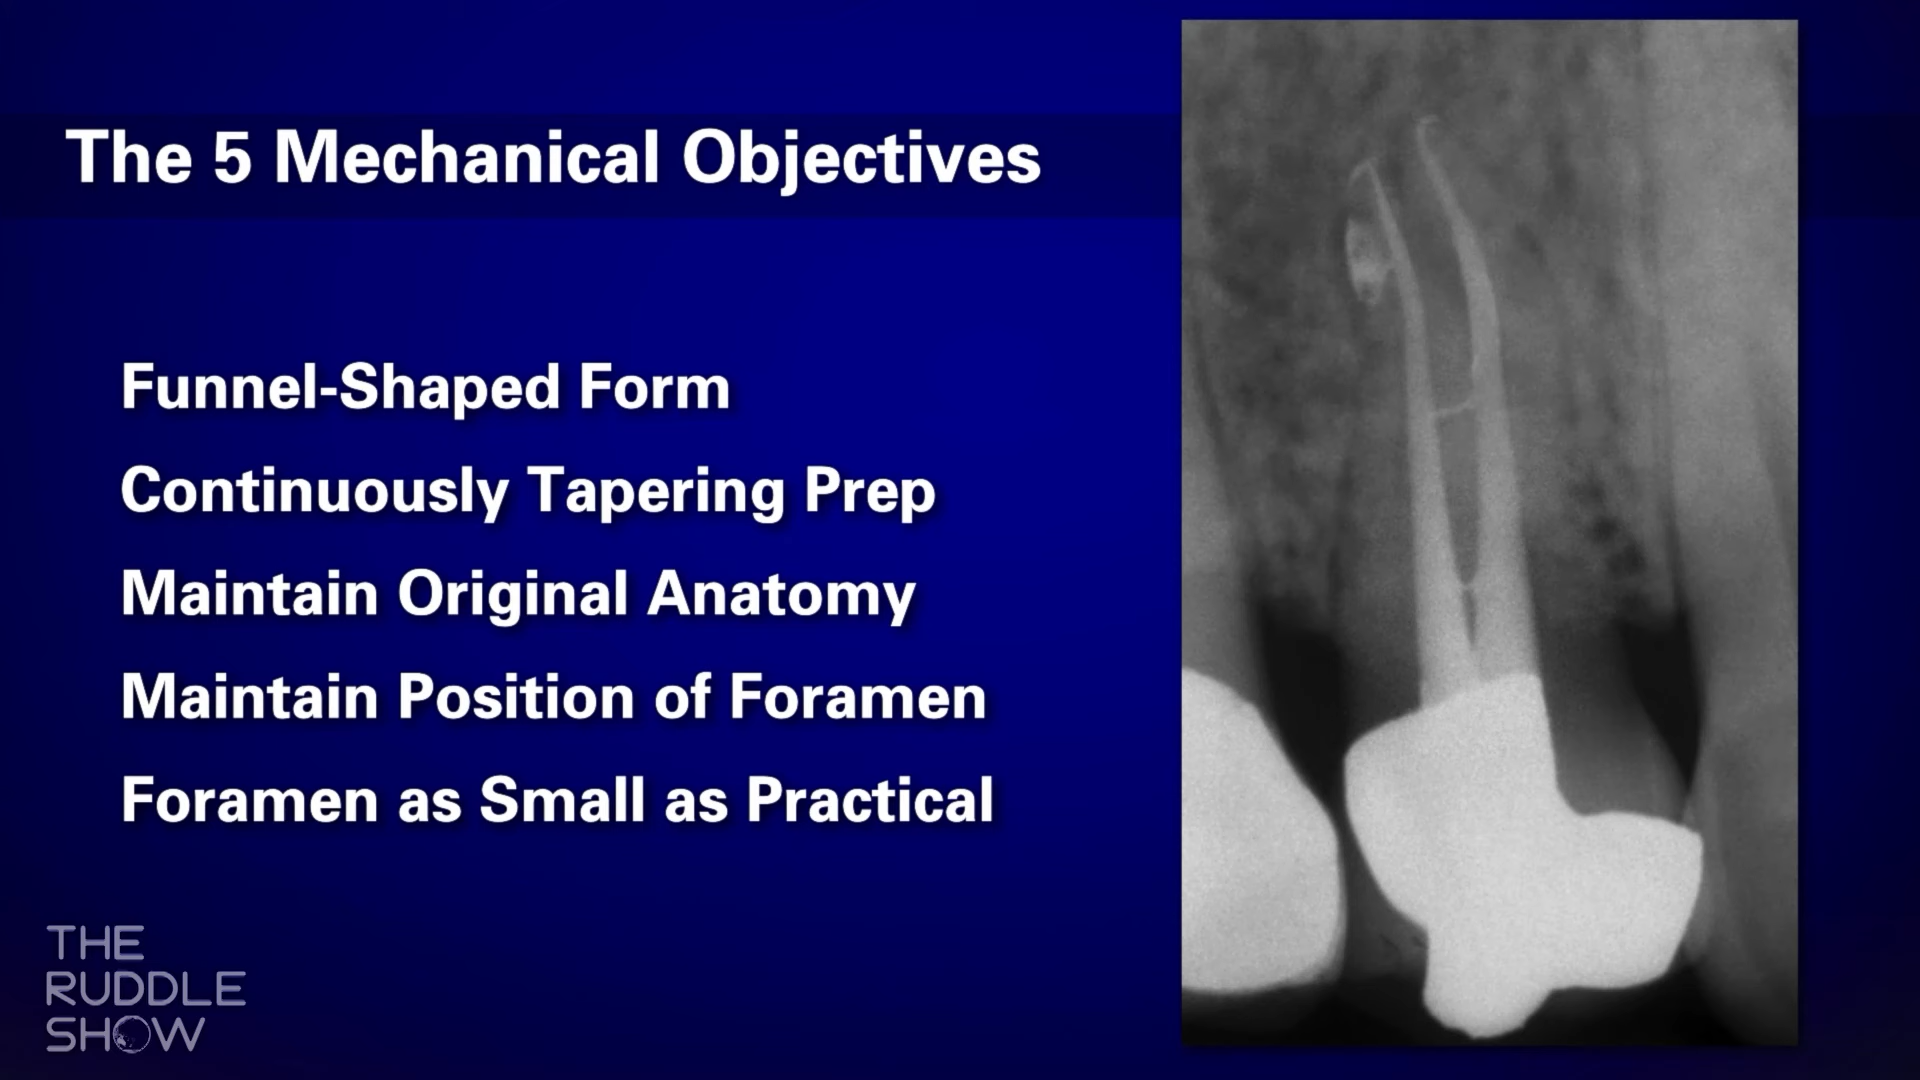 The 5 Mechanical Objectives
Funnel-Shaped Form
Continuously Tapering Prep
Maintain Original Anatomy
Maintain Position of Foramen
Foramen as Small as Practical
THE
RUDDLE
SHOW